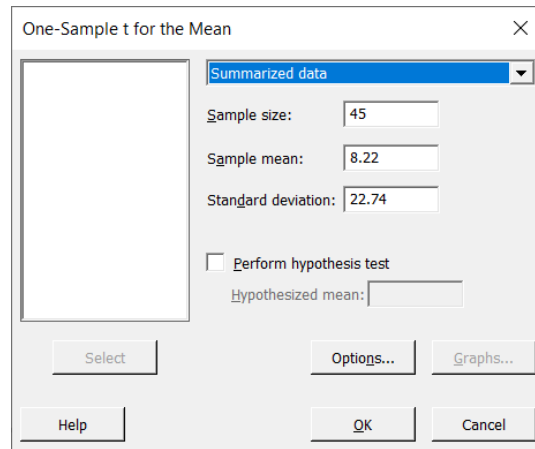 One-Sample t for the Mean
Summarized data
Sample size: 45
Sample mean: 8.22
Standard deviation: 22.74
Perform hypothesis test
Hypothesized mean:
Select Options... Graphs...
Help OK Cancel